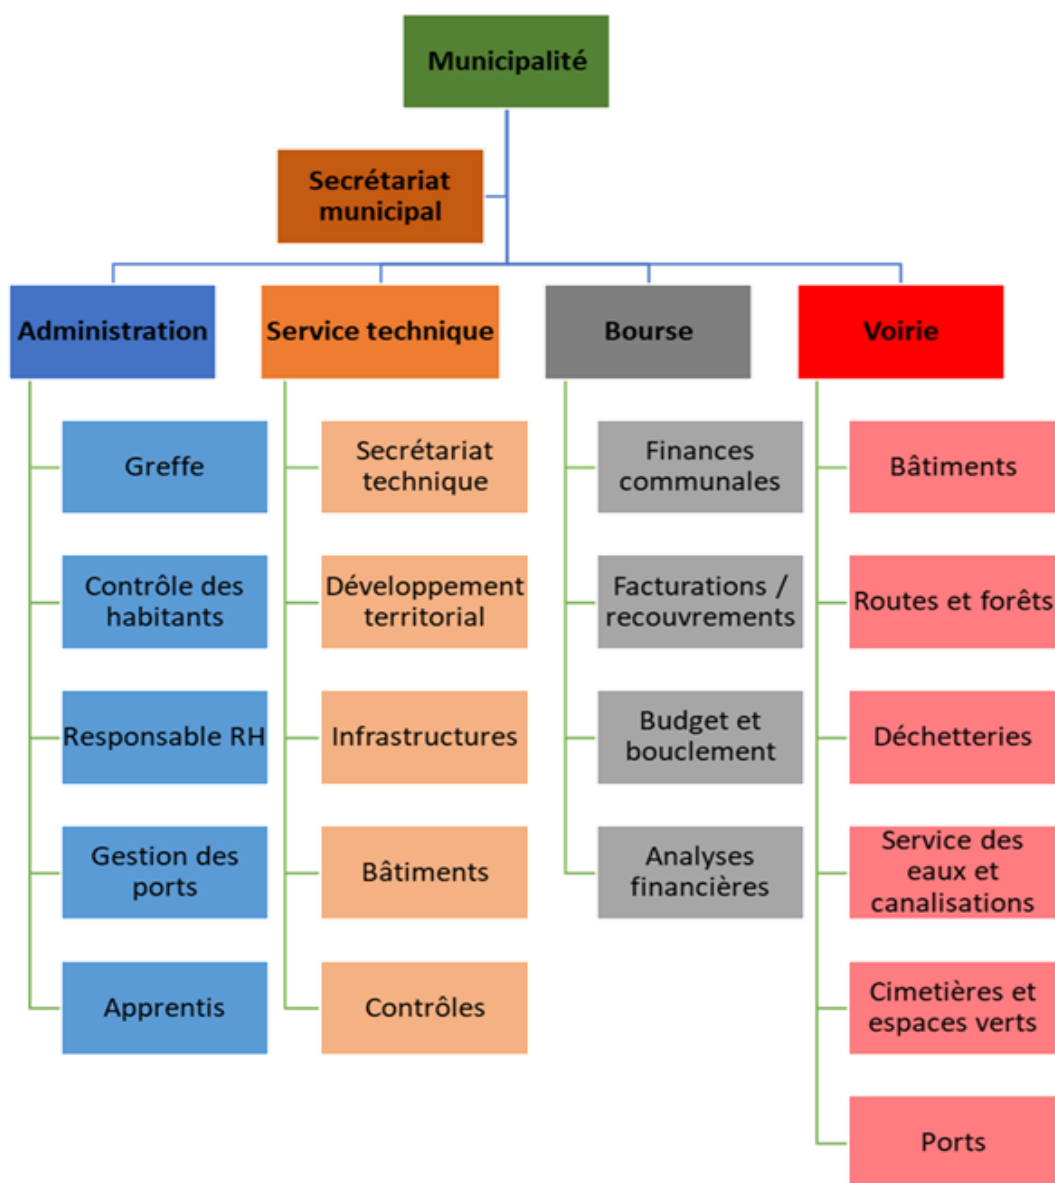 Municipalité
Secrétariat
municipal
Administration
Service technique
Bourse
Voirie
Greffe
Contrôle des
habitants
Responsable RH
Gestion des
ports
Apprentis
Secrétariat
technique
Développement
territorial
Infrastructures
Bâtiments
Contrôles
Finances
communales
Facturations /
recouvrements
Budget et
bouclement
Analyses
financières
Bâtiments
Routes et forêts
Déchetteries
Service des
eaux et
canalisations
Cimetières et
espaces verts
Ports